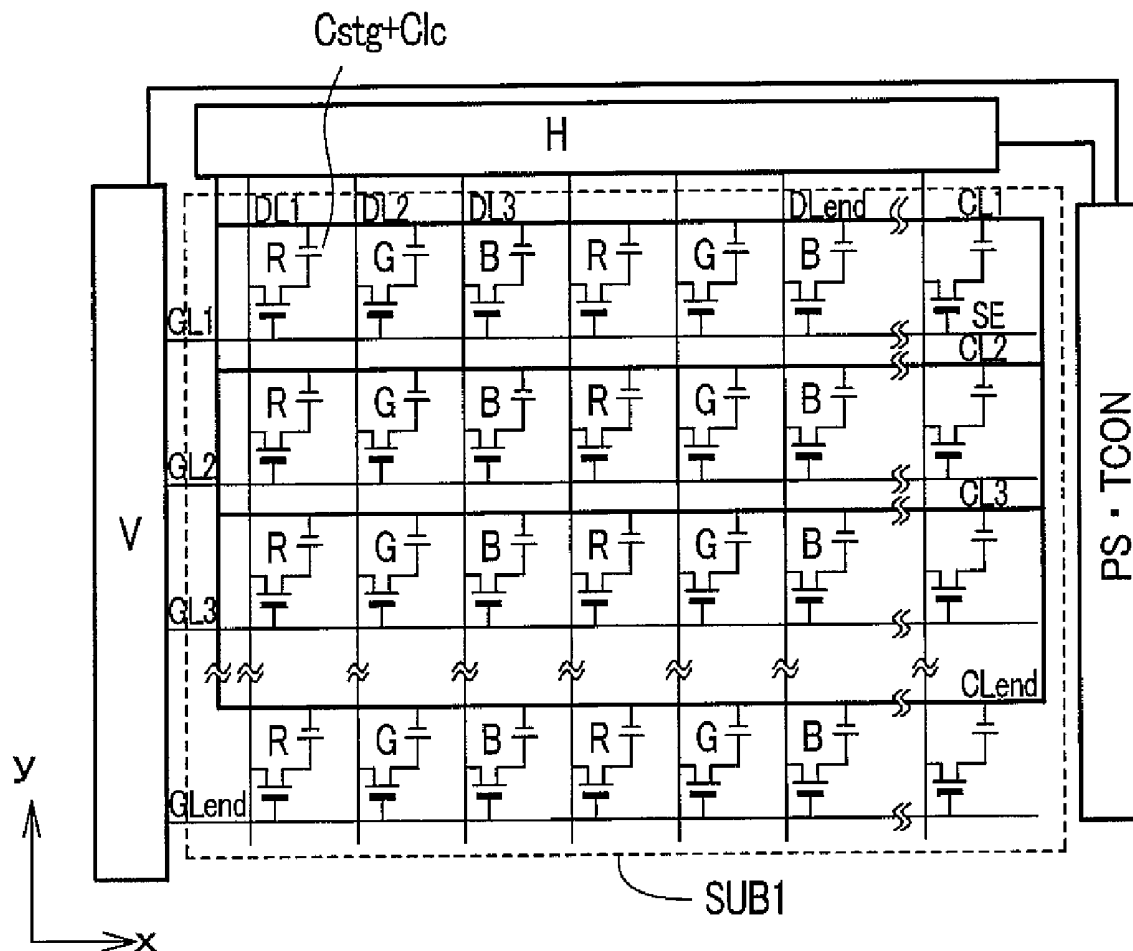 Cstg+Clc
H
DL1 DL2 DL3 DLend CL1
R G B R G B
GL1 SE
CL2
R G B R G B
GL2
CL3
V
R G B R G B
GL3
PS・TCON
CLend
R G B R G B
y
GLend
SUB1
x